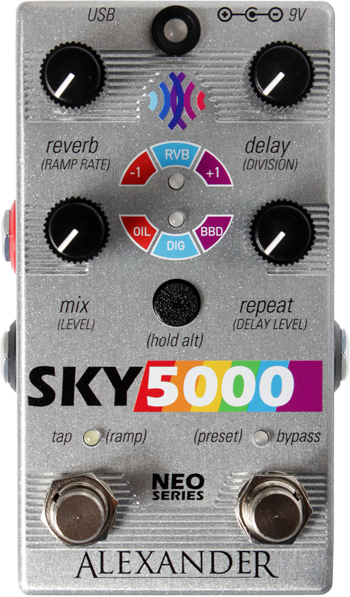 USB
9V
reverb
(RAMP RATE)
delay
(DIVISION)
-1 RVB +1
OIL DIG BBD
mix
(LEVEL)
(hold alt)
repeat
(DELAY LEVEL)
SKY5000
tap (ramp) (preset) bypass
NEO
SERIES
ALEXANDER